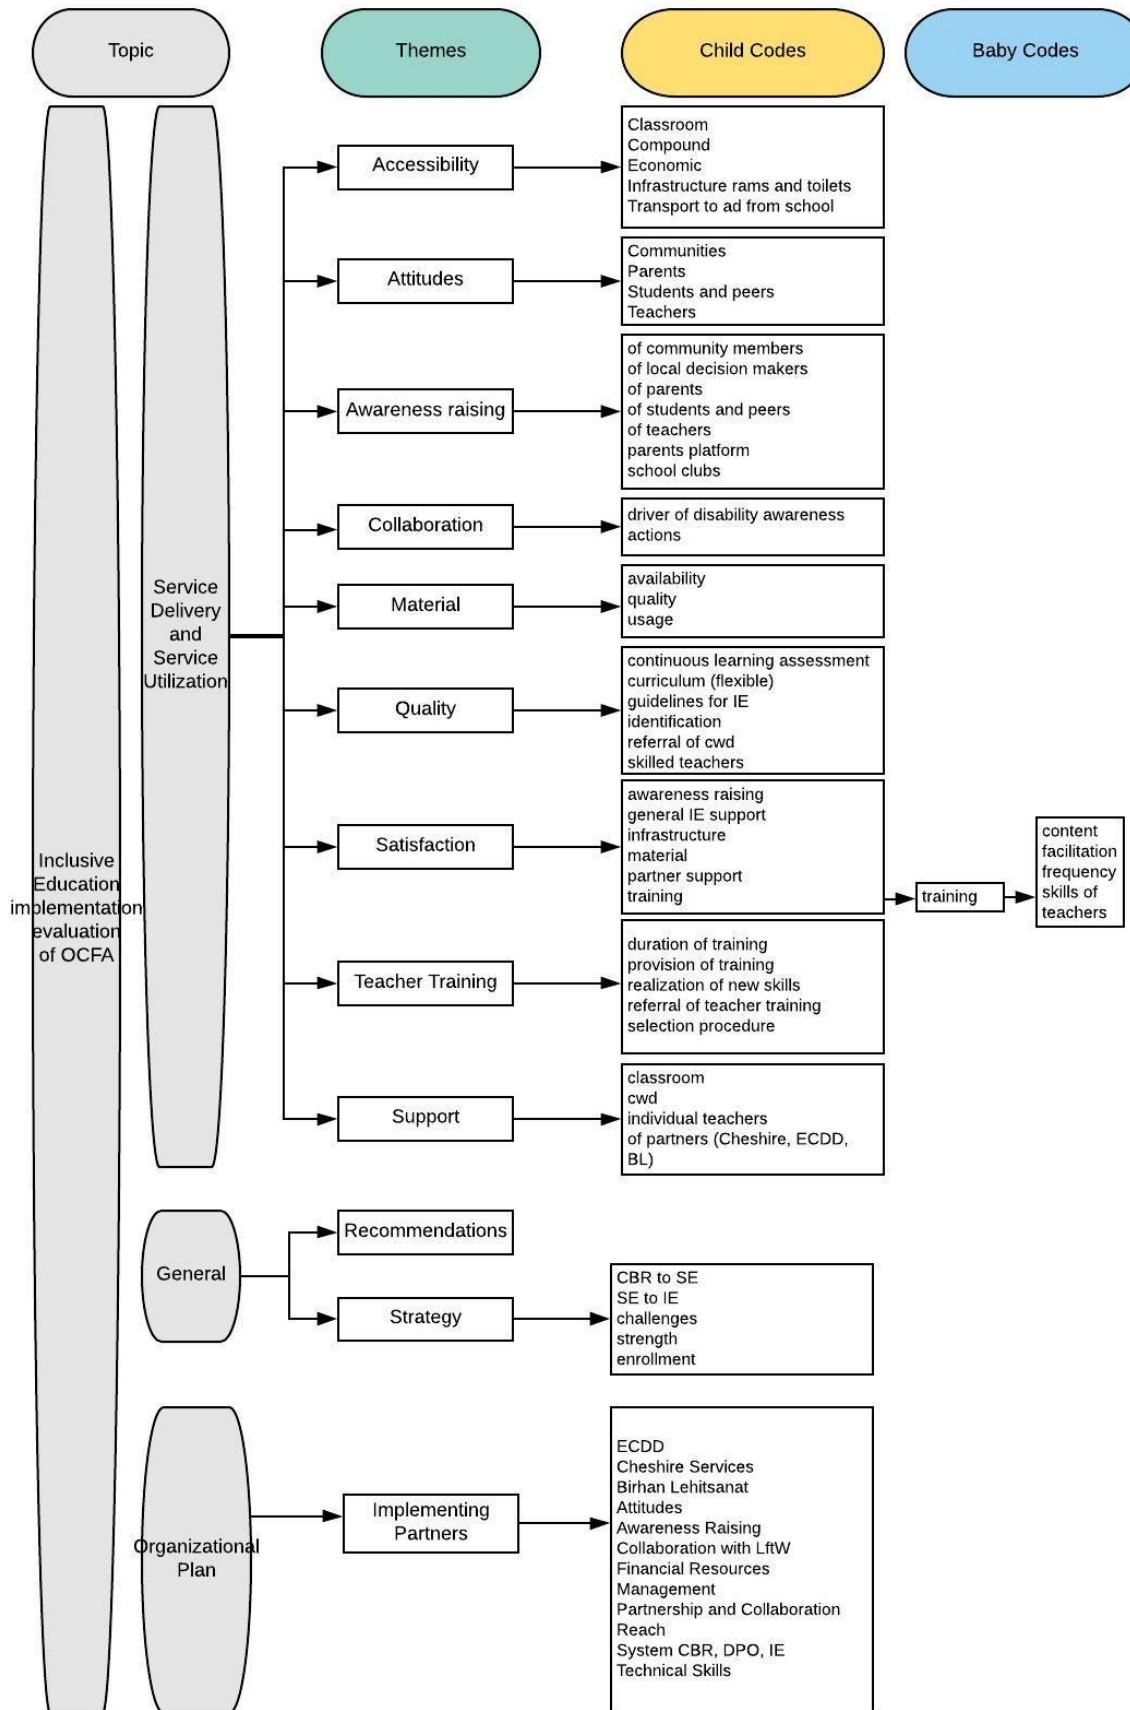 Topic
Themes
Child Codes
Baby Codes
Inclusive
Education
implementation
evaluation
of OCFA
Service
Delivery
and
Service
Utilization
Accessibility
Classroom
Compound
Economic
Infrastructure rams and toilets
Transport to ad from school
Attitudes
Communities
Parents
Students and peers
Teachers
Awareness raising
of community members
of local decision makers
of parents
of students and peers
of teachers
parents platform
school clubs
Collaboration
driver of disability awareness
actions
Material
availability
quality
usage
Quality
continuous learning assessment
curriculum (flexible)
guidelines for IE
identification
referral of cwd
skilled teachers
Satisfaction
awareness raising
general IE support
infrastructure
material
partner support
training
training
content
facilitation
frequency
skills of
teachers
Teacher Training
duration of training
provision of training
realization of new skills
referral of teacher training
selection procedure
Support
classroom
cwd
individual teachers
of partners (Cheshire, ECDD,
BL)
General
Recommendations
Strategy
CBR to SE
SE to IE
challenges
strength
enrollment
Organizational
Plan
Implementing
Partners
ECDD
Cheshire Services
Birhan Lehitsanat
Attitudes
Awareness Raising
Collaboration with LftW
Financial Resources
Management
Partnership and Collaboration
Reach
System CBR, DPO, IE
Technical Skills